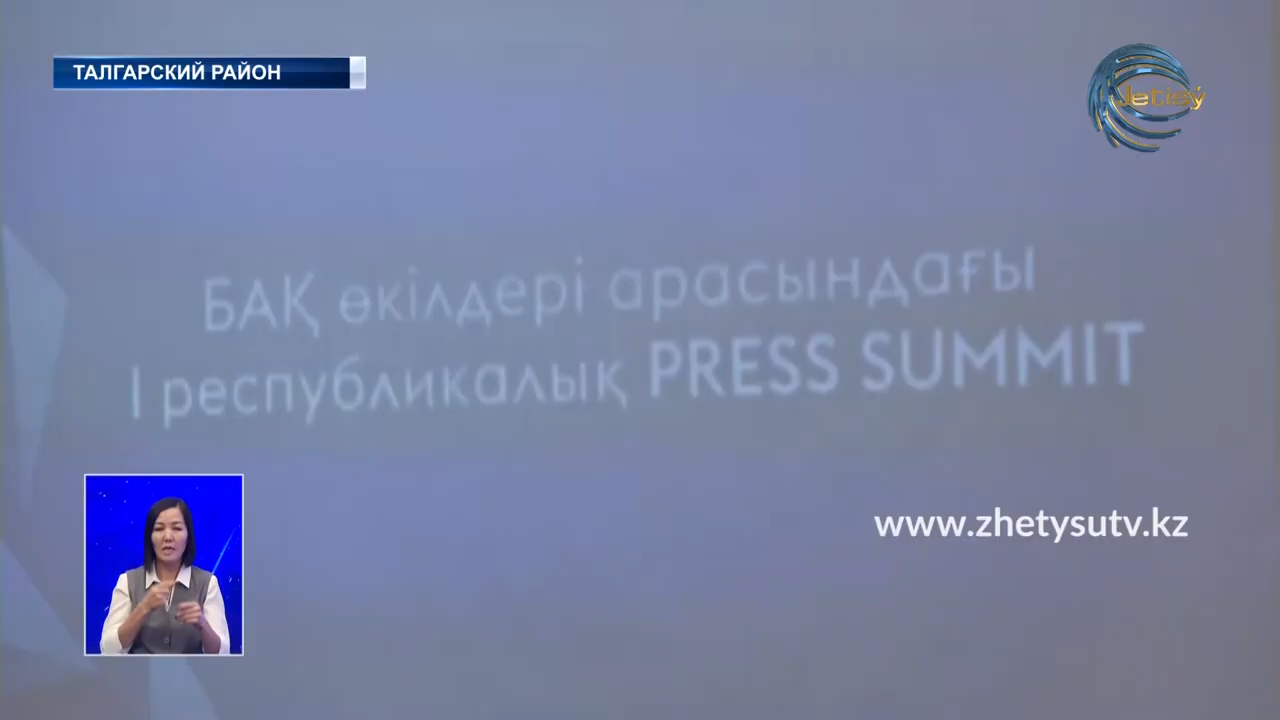 ТАЛГАРСКИЙ РАЙОН
Jetisý
БАҚ өкілдері арасындағы
I республикалық PRESS SUMMIT
www.zhetysutv.kz